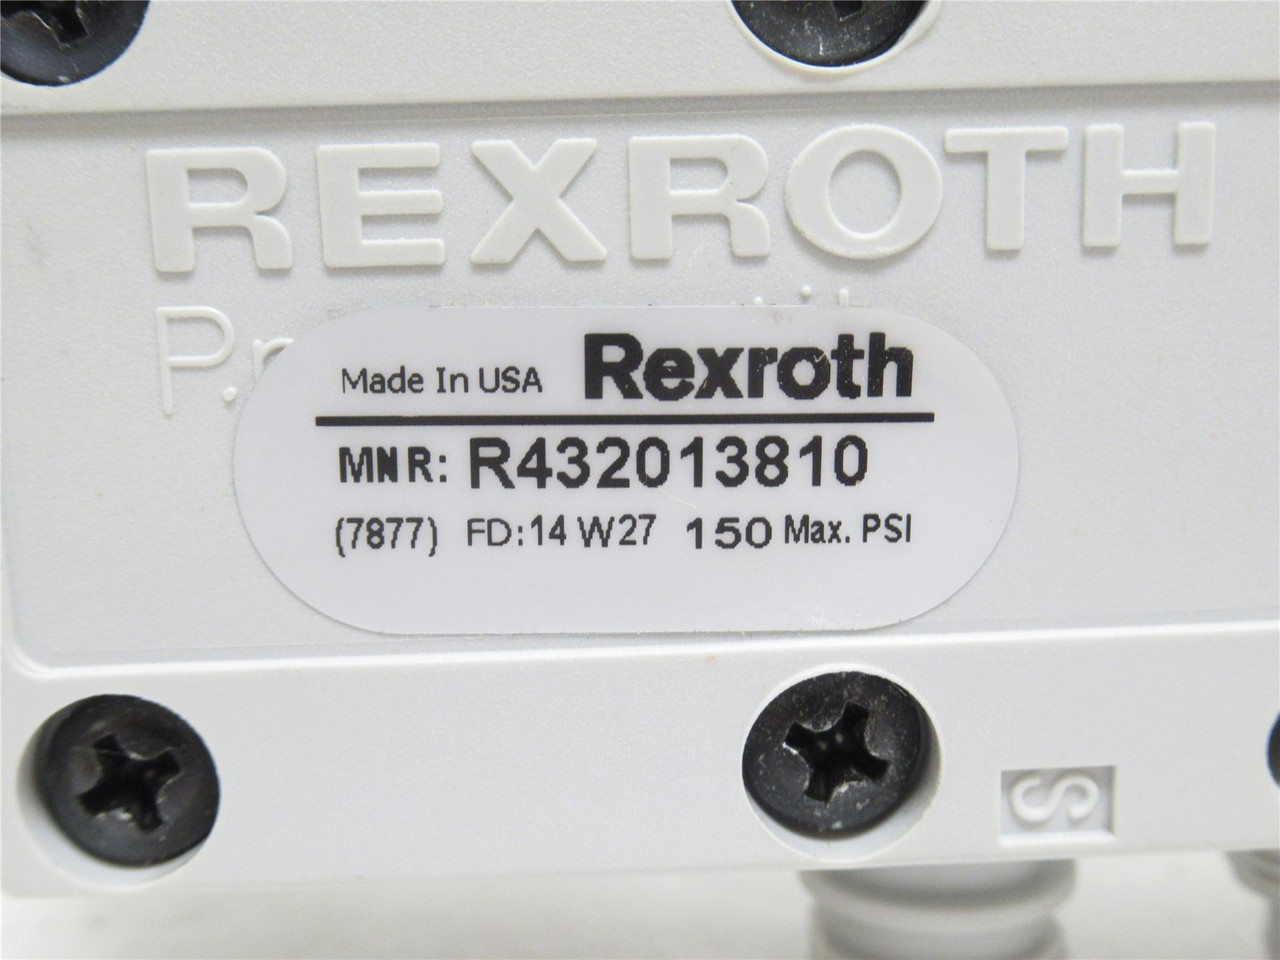 REXROTH
Made In USA Rexroth
MNR: R432013810
(7877) FD:14 W27 150 Max. PSI
S